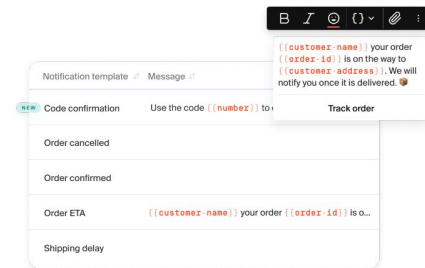 B I {}
{{customer-name}} your order
{{order-id}} is on the way to
{{customer-address}}. We will
notify you once it is delivered. 📦
Track order
Notification template Message
NEW Code confirmation Use the code {{number}} to
Order cancelled
Order confirmed
Order ETA {{customer-name}} your order {{order-id}} is o...
Shipping delay